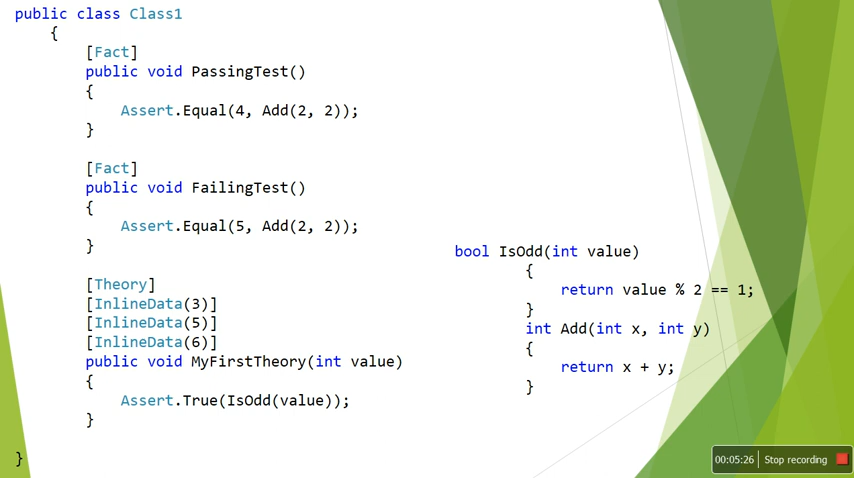 public class Class1
{
[Fact]
public void PassingTest()
{
Assert.Equal(4, Add(2, 2));
}
[Fact]
public void FailingTest()
{
Assert.Equal(5, Add(2, 2));
}
[Theory]
[InlineData(3)]
[InlineData(5)]
[InlineData(6)]
public void MyFirstTheory(int value)
{
Assert.True(IsOdd(value));
}
}
bool IsOdd(int value)
{
return value % 2 == 1;
}
int Add(int x, int y)
{
return x + y;
}
00:05:26 Stop recording